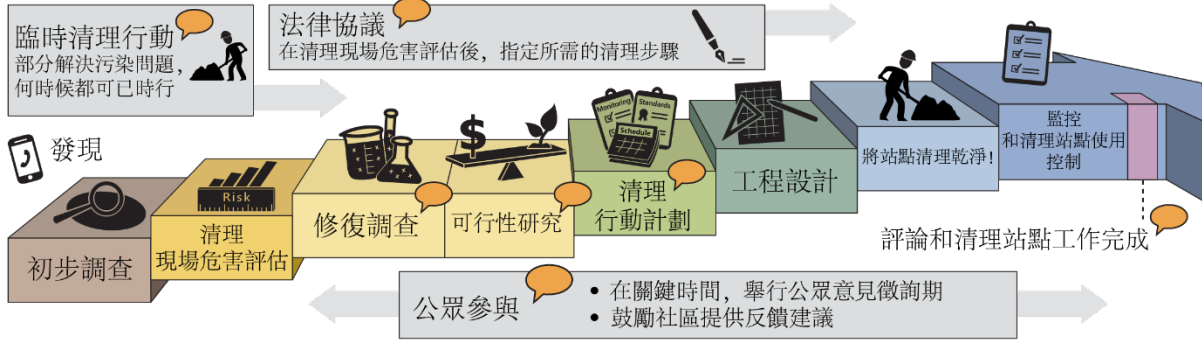 臨時清理行動
部分解決污染問題,
何時候都可已時行
法律協議
在清理現場危害評估後, 指定所需的清理步驟
發現
初步調查
Risk
清理
現場危害評估
修復調查
$
可行性研究
Monitoring
Standards
Schedule
清理
行動計劃
工程設計
將站點清理乾淨!
監控
和清理站點使用
控制
評論和清理站點工作完成
公眾參與
• 在關鍵時間, 舉行公眾意見徵詢期
• 鼓勵社區提供反饋建議